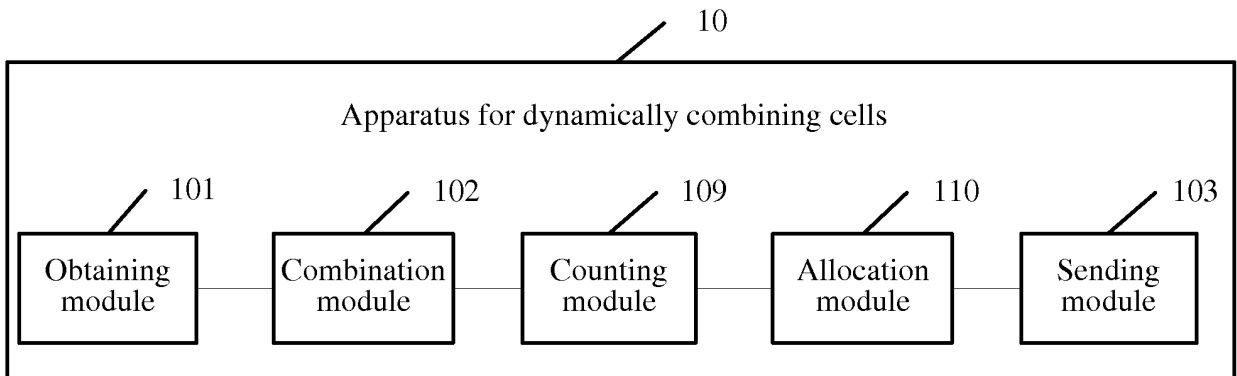 10
Apparatus for dynamically combining cells
101
102
109
110
103
Obtaining module
Combination module
Counting module
Allocation module
Sending module